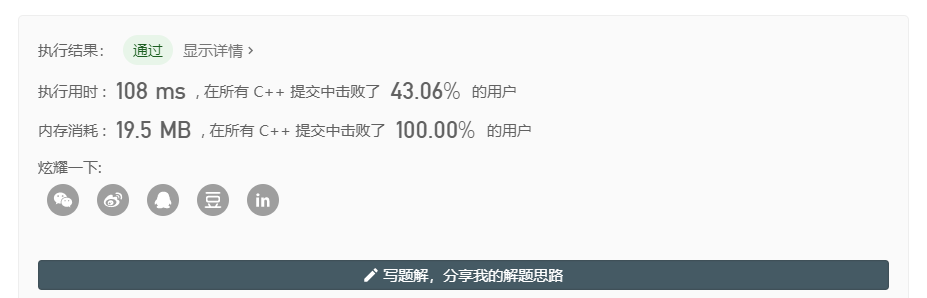 执行结果： 通过 显示详情 ›
执行用时 : 108 ms , 在所有 C++ 提交中击败了 43.06% 的用户
内存消耗 : 19.5 MB , 在所有 C++ 提交中击败了 100.00% 的用户
炫耀一下:
豆 in
写题解，分享我的解题思路